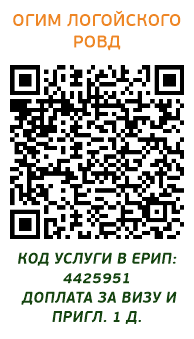 ОГИМ ЛОГОЙСКОГО
РОВД
КОД УСЛУГИ В ЕРИП:
4425951
ДОПЛАТА ЗА ВИЗУ И
ПРИГЛ. 1 Д.